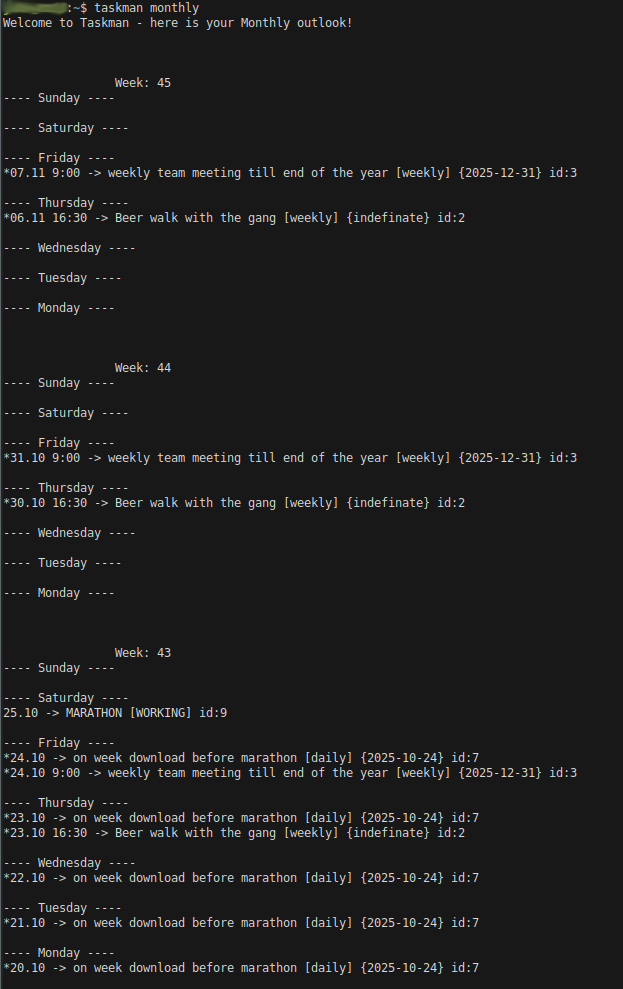 :~$ taskman monthly
Welcome to Taskman - here is your Monthly outlook!
Week: 45
---- Sunday ----
---- Saturday ----
---- Friday ----
*07.11 9:00 -> weekly team meeting till end of the year [weekly] {2025-12-31} id:3
---- Thursday ----
*06.11 16:30 -> Beer walk with the gang [weekly] {indefinate} id:2
---- Wednesday ----
---- Tuesday ----
---- Monday ----
Week: 44
---- Sunday ----
---- Saturday ----
---- Friday ----
*31.10 9:00 -> weekly team meeting till end of the year [weekly] {2025-12-31} id:3
---- Thursday ----
*30.10 16:30 -> Beer walk with the gang [weekly] {indefinate} id:2
---- Wednesday ----
---- Tuesday ----
---- Monday ----
Week: 43
---- Sunday ----
---- Saturday ----
25.10 -> MARATHON [WORKING] id:9
---- Friday ----
*24.10 -> on week download before marathon [daily] {2025-10-24} id:7
*24.10 9:00 -> weekly team meeting till end of the year [weekly] {2025-12-31} id:3
---- Thursday ----
*23.10 -> on week download before marathon [daily] {2025-10-24} id:7
*23.10 16:30 -> Beer walk with the gang [weekly] {indefinate} id:2
---- Wednesday ----
*22.10 -> on week download before marathon [daily] {2025-10-24} id:7
---- Tuesday ----
*21.10 -> on week download before marathon [daily] {2025-10-24} id:7
---- Monday ----
*20.10 -> on week download before marathon [daily] {2025-10-24} id:7